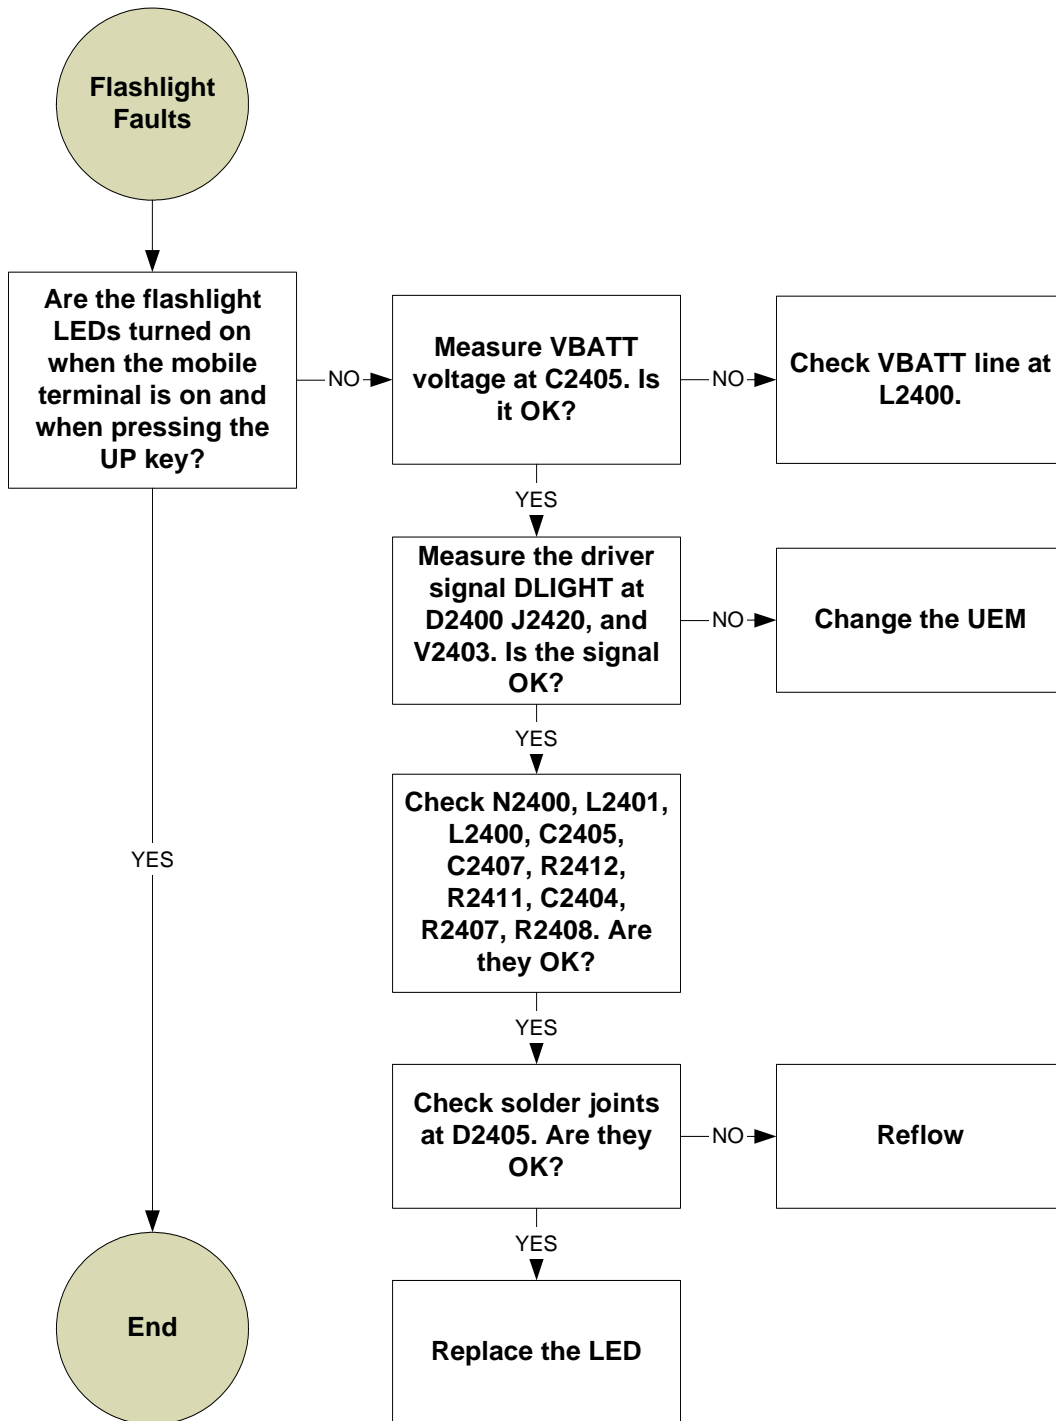 Flashlight
Faults
Are the flashlight
LEDs turned on
when the mobile
terminal is on and
when pressing the
UP key?
NO
Measure VBATT
voltage at C2405. Is
it OK?
NO
Check VBATT line at
L2400.
YES
Measure the driver
signal DLIGHT at
D2400 J2420, and
V2403. Is the signal
OK?
NO
Change the UEM
YES
Check N2400, L2401,
L2400, C2405,
C2407, R2412,
R2411, C2404,
R2407, R2408. Are
they OK?
YES
YES
Check solder joints
at D2405. Are they
OK?
NO
Reflow
YES
End
Replace the LED